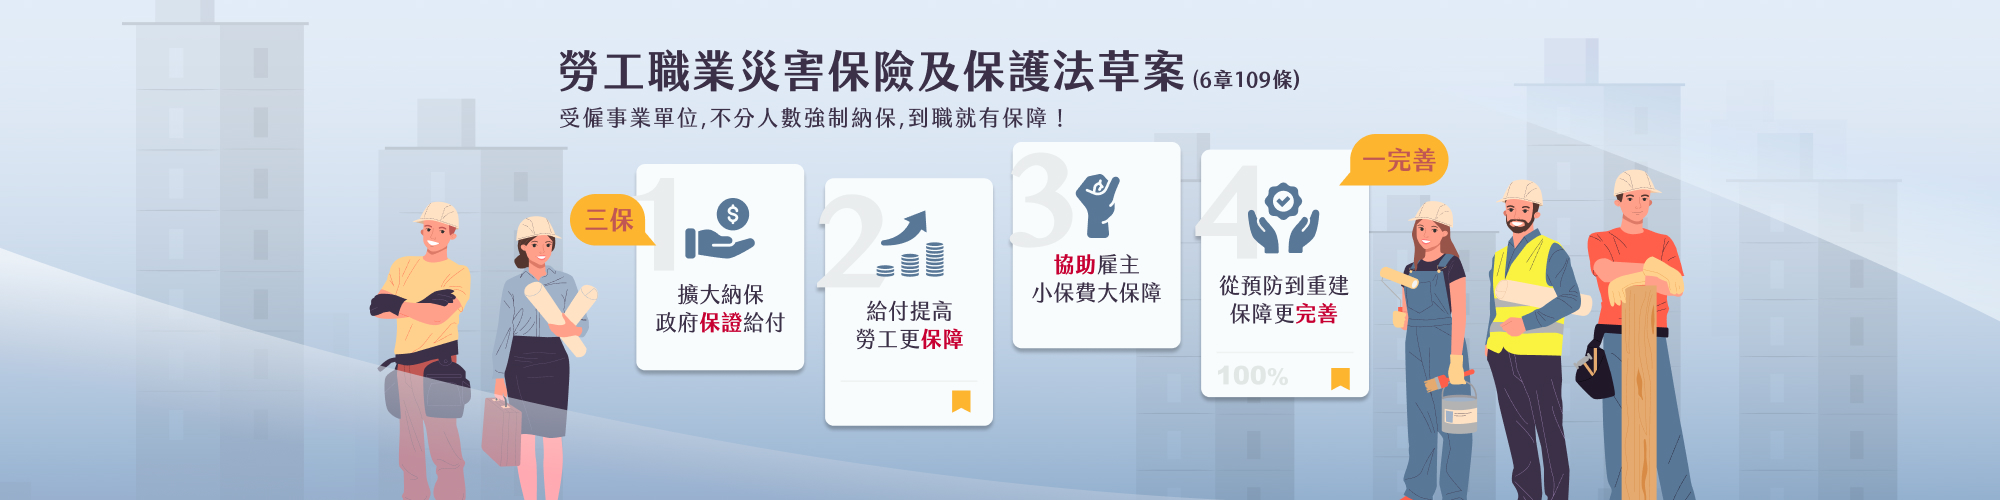 勞工職業災害保險及保護法草案(6章109條)
受僱事業單位,不分人數強制納保,到職就有保障！
三保
1
擴大納保
政府保證給付
2
給付提高
勞工更保障
3
協助雇主
小保費大保障
一完善
4
從預防到重建
保障更完善
100%